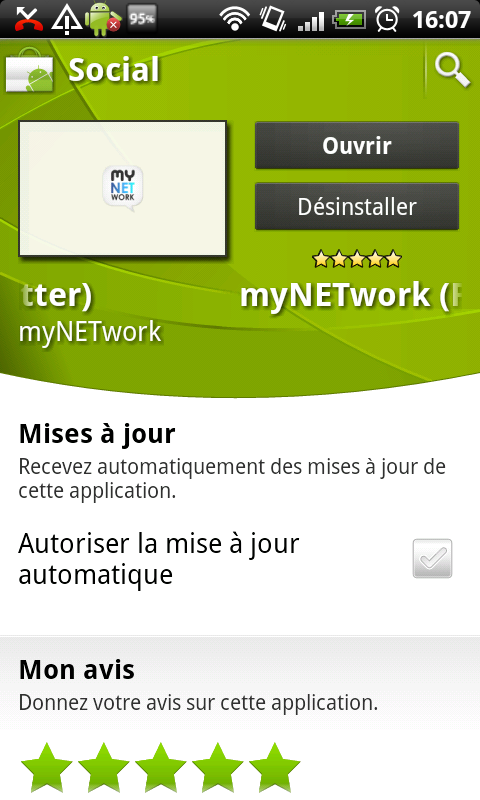 95%
16:07
Social
MY
NET
WORK
Ouvrir
Désinstaller
tter) myNETwork (
myNETwork
Mises à jour
Recevez automatiquement des mises à jour de
cette application.
Autoriser la mise à jour
automatique
Mon avis
Donnez votre avis sur cette application.